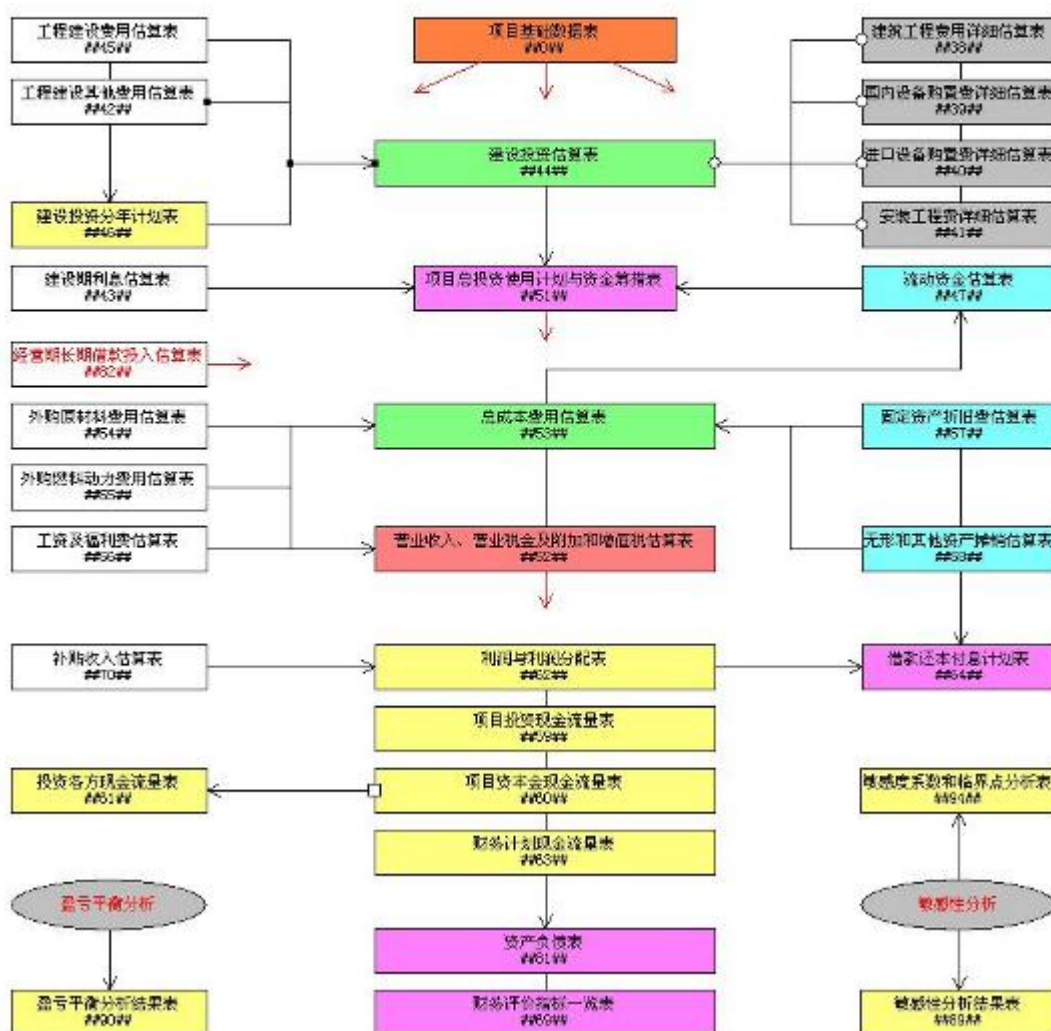 工程建设费用估算表
##45##
项目基础数据表
##0##
建筑工程费用详细估算表
##38##
工程建设其他费用估算表
##42##
国内设备购置费详细估算表
##39##
建设投资估算表
##44##
进口设备购置费详细估算表
##40##
建设投资分年计划表
##46##
安装工程费详细估算表
##41##
建设期利息估算表
##43##
项目总投资使用计划与资金筹措表
##51##
流动资金估算表
##47##
经营期长期借款投入估算表
##82##
外购原材料费用估算表
##54##
总成本费用估算表
##53##
固定资产折旧费估算表
##57##
外购燃料动力费用估算表
##55##
工资及福利费估算表
##56##
营业收入、营业税金及附加和增值税估算表
##52##
无形和其他资产摊销估算表
##58##
补贴收入估算表
##70##
利润与利润分配表
##62##
借款还本付息计划表
##64##
项目投资现金流量表
##59##
投资各方现金流量表
##61##
项目资本金现金流量表
##60##
敏感度系数和临界点分析表
##94##
财务计划现金流量表
##63##
盈亏平衡分析
敏感性分析
资产负债表
##81##
盈亏平衡分析结果表
##90##
财务评价指标一览表
##69##
敏感性分析结果表
##89##